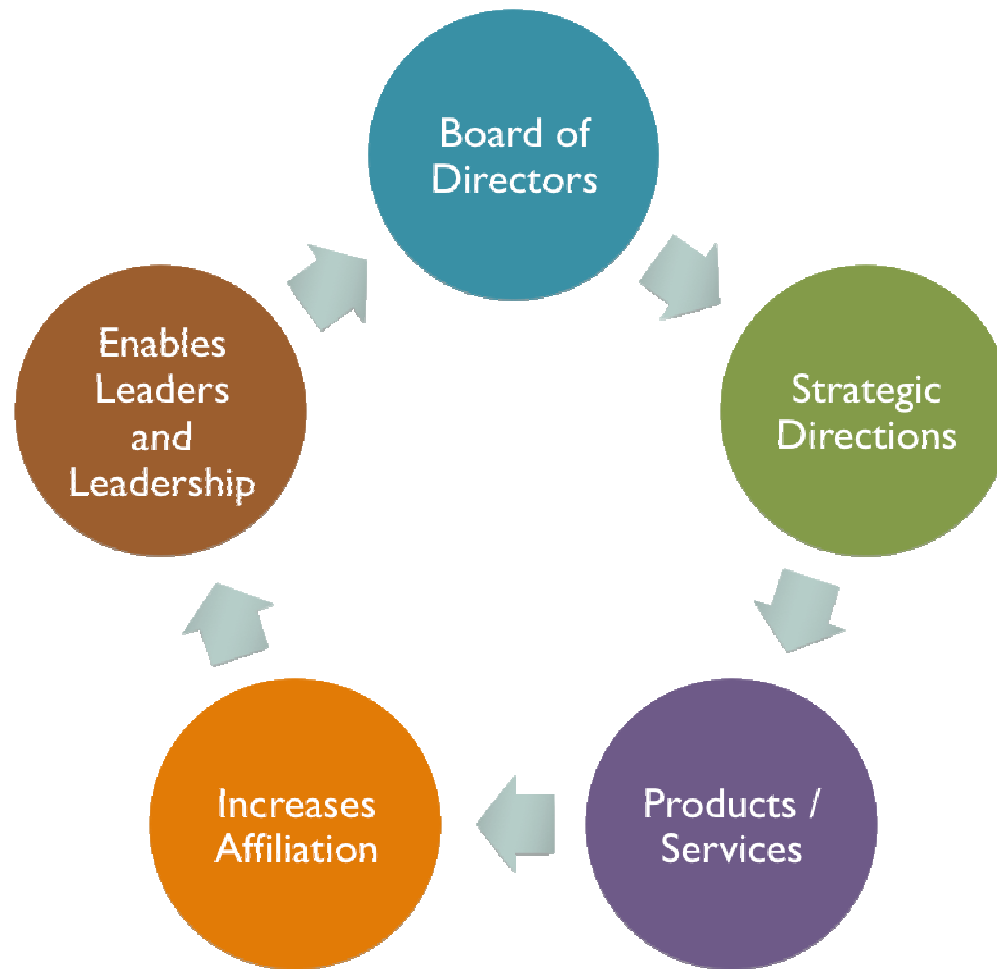 Board of
Directors
Strategic
Directions
Products /
Services
Increases
Affiliation
Enables
Leaders
and
Leadership